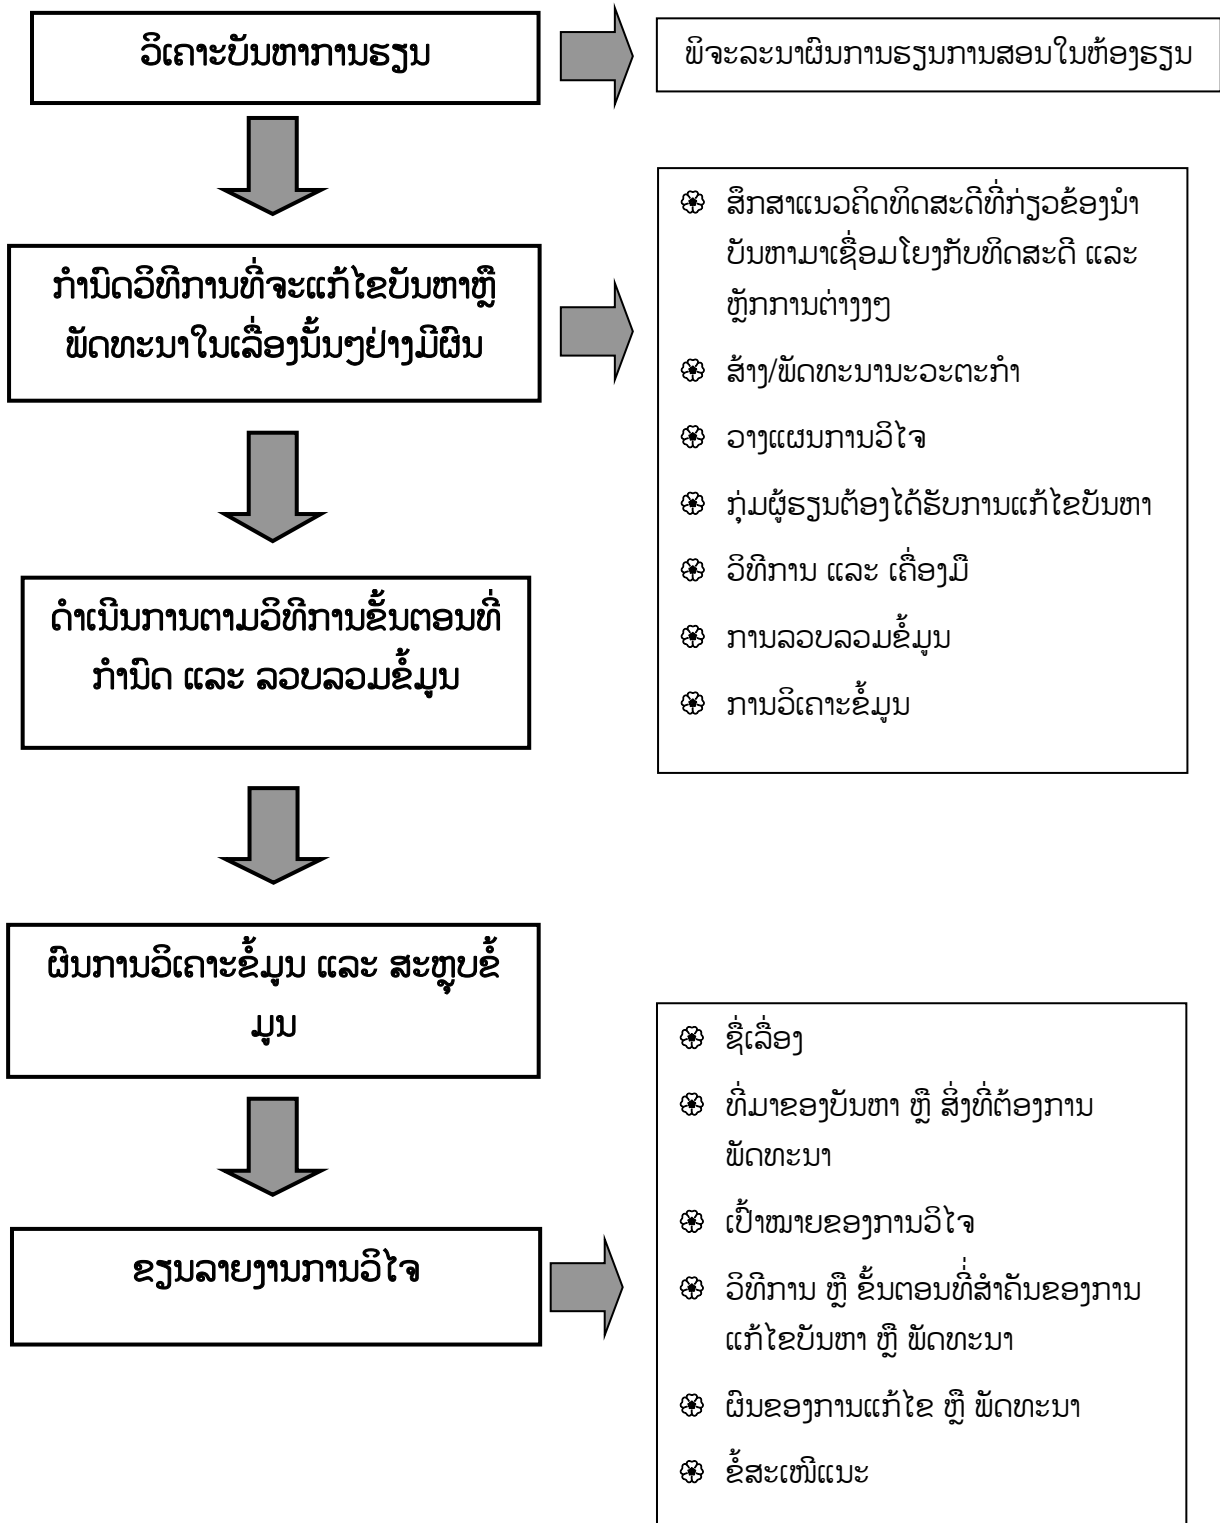 ວິເຄາະບັນຫາການຮຽນ
ພິຈະລະນາຜົນການຮຽນການສອນໃນຫ້ອງຮຽນ
ກຳນົດວິທີການທີ່ຈະແກ້ໄຂບັນຫາຫຼື
ພັດທະນາໃນເລື່ອງນັ້ນໆຢ່າງມີຜົນ
ສຶກສາແນວຄິດທິດສະດີທີ່ກ່ຽວຂ້ອງນຳ
ບັນຫາມາເຊື່ອມໂຍງກັບທິດສະດີ ແລະ
ຫຼັກການຕ່າງງໆ
ສ້າງ/ພັດທະນານະວະຕະກຳ
ວາງແຜນການວິໄຈ
ກຸ່ມຜູ້ຮຽນຕ້ອງໄດ້ຮັບການແກ້ໄຂບັນຫາ
ວິທີການ ແລະ ເຄື່ອງມື
ການລວບລວມຂໍ້ມູນ
ການວິເຄາະຂໍ້ມູນ
ດຳເນີນການຕາມວິທີການຂັ້ນຕອນທີ່
ກຳນົດ ແລະ ລວບລວມຂໍ້ມູນ
ຜົນການວິເຄາະຂໍ້ມູນ ແລະ ສະຫຼຸບຂໍ້
ມູນ
ຂຽນລາຍງານການວິໄຈ
ຊື່ເລື່ອງ
ທີ່ມາຂອງບັນຫາ ຫຼື ສິ່ງທີ່ຕ້ອງການ
ພັດທະນາ
ເປົ້າໝາຍຂອງການວິໄຈ
ວິທີການ ຫຼື ຂັ້ນຕອນທີ່ສຳຄັນຂອງການ
ແກ້ໄຂບັນຫາ ຫຼື ພັດທະນາ
ຜົນຂອງການແກ້ໄຂ ຫຼື ພັດທະນາ
ຂໍ້ສະເໜີແນະ